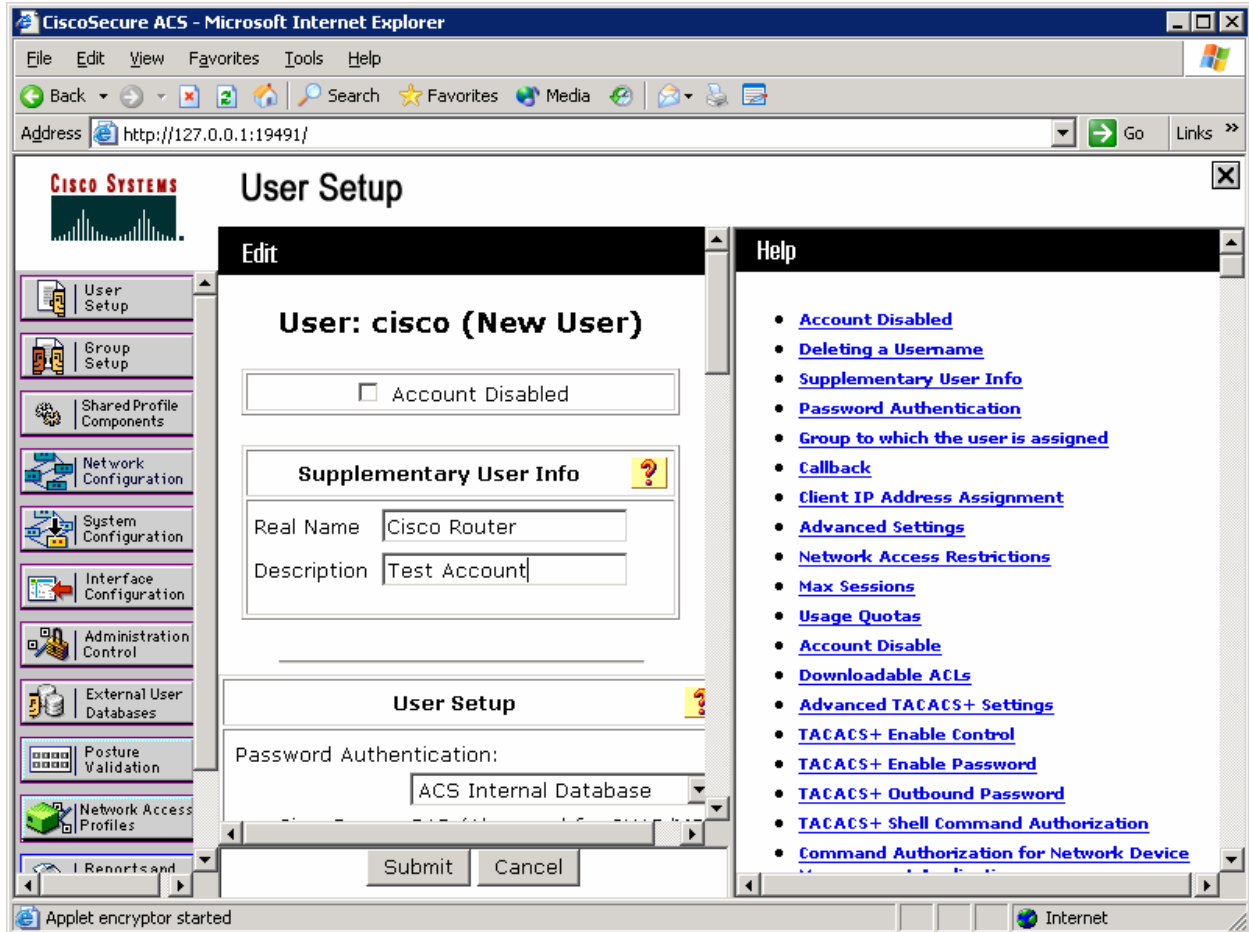 CiscoSecure ACS - Microsoft Internet Explorer
File Edit View Favorites Tools Help
Back Search Favorites Media
Address http://127.0.0.1:19491/ Go Links »
CISCO SYSTEMS
User Setup
User
Setup
Group
Setup
Shared Profile
Components
Network
Configuration
System
Configuration
Interface
Configuration
Administration
Control
External User
Databases
Posture
Validation
Network Access
Profiles
Reports and
Edit
User: cisco (New User)
Account Disabled
Supplementary User Info ?
Real Name Cisco Router
Description Test Account
User Setup ?
Password Authentication:
ACS Internal Database
Submit Cancel
Help
Account Disabled
Deleting a Username
Supplementary User Info
Password Authentication
Group to which the user is assigned
Callback
Client IP Address Assignment
Advanced Settings
Network Access Restrictions
Max Sessions
Usage Quotas
Account Disable
Downloadable ACLs
Advanced TACACS+ Settings
TACACS+ Enable Control
TACACS+ Enable Password
TACACS+ Outbound Password
TACACS+ Shell Command Authorization
Command Authorization for Network Device
Applet encryptor started Internet